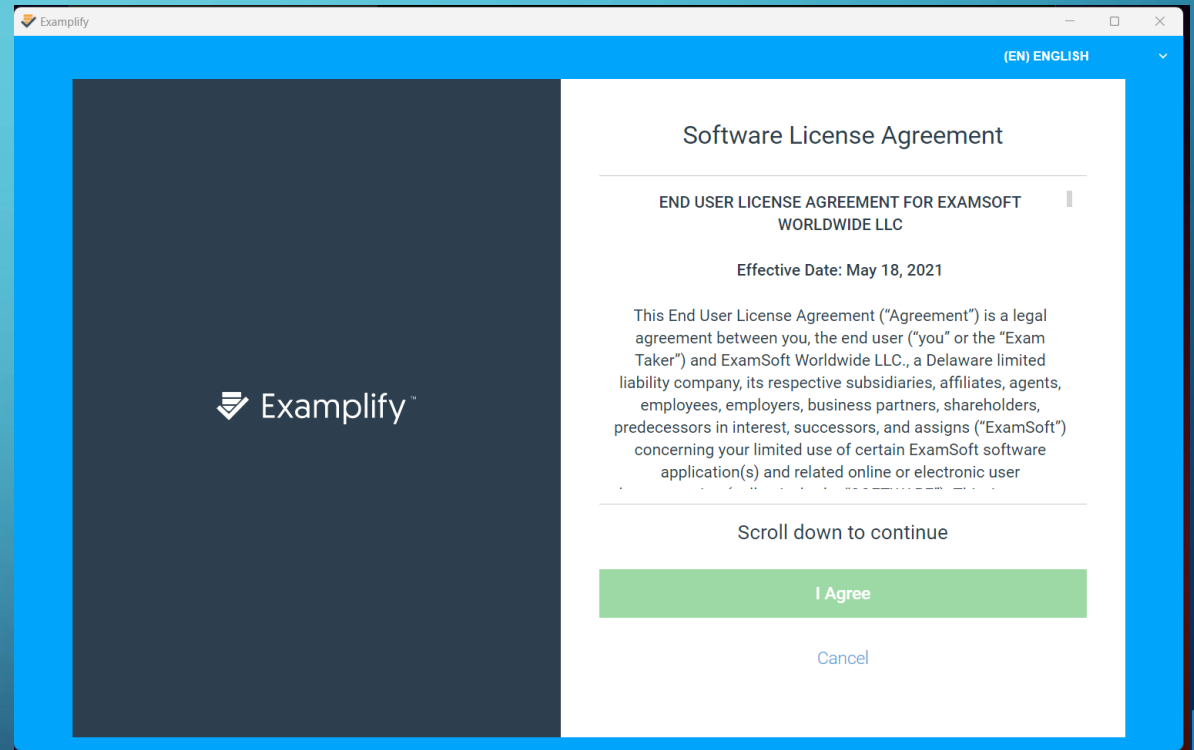 Examplify
(EN) ENGLISH
Examplify™
Software License Agreement
END USER LICENSE AGREEMENT FOR EXAMSOFT
WORLDWIDE LLC
Effective Date: May 18, 2021
This End User License Agreement (“Agreement”) is a legal
agreement between you, the end user (“you” or the “Exam
Taker”) and ExamSoft Worldwide LLC., a Delaware limited
liability company, its respective subsidiaries, affiliates, agents,
employees, employers, business partners, shareholders,
predecessors in interest, successors, and assigns (“ExamSoft”)
concerning your limited use of certain ExamSoft software
application(s) and related online or electronic user
Scroll down to continue
I Agree
Cancel